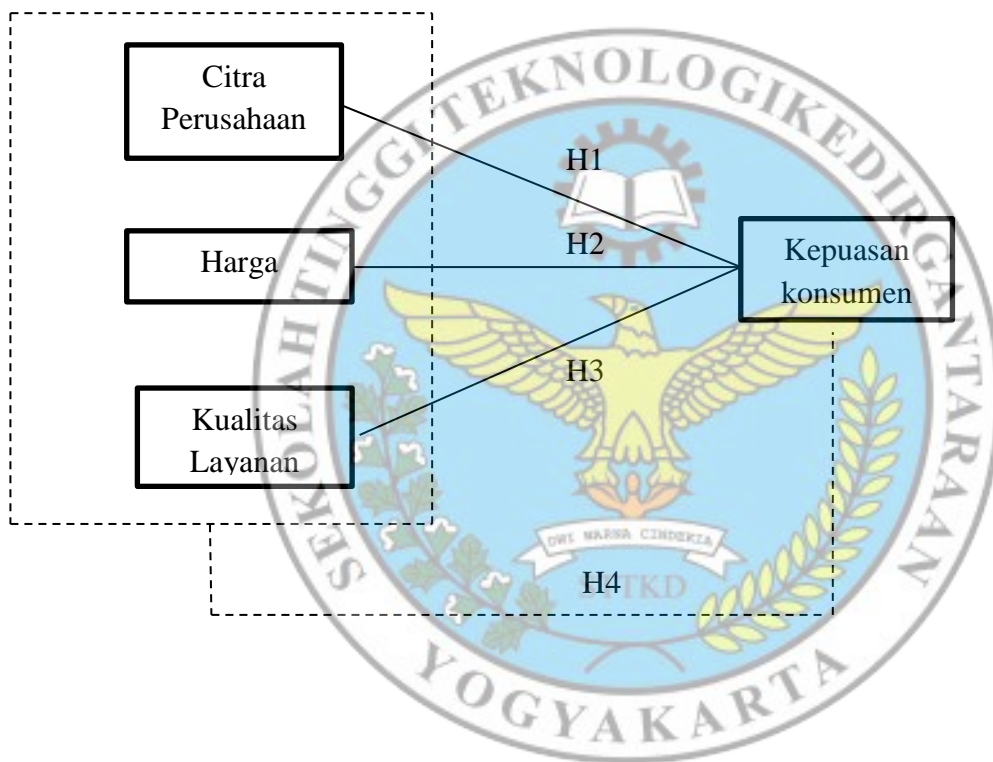 Citra
Perusahaan
Harga
Kualitas
Layanan
H1
H2
H3
H4
Kepuasan
konsumen
SEKOLAH TINGGI TEKNOLOGI KEDIRGANTARAAN
YOGYAKARTA
DWI WARNA CINDEKIA
STTKD